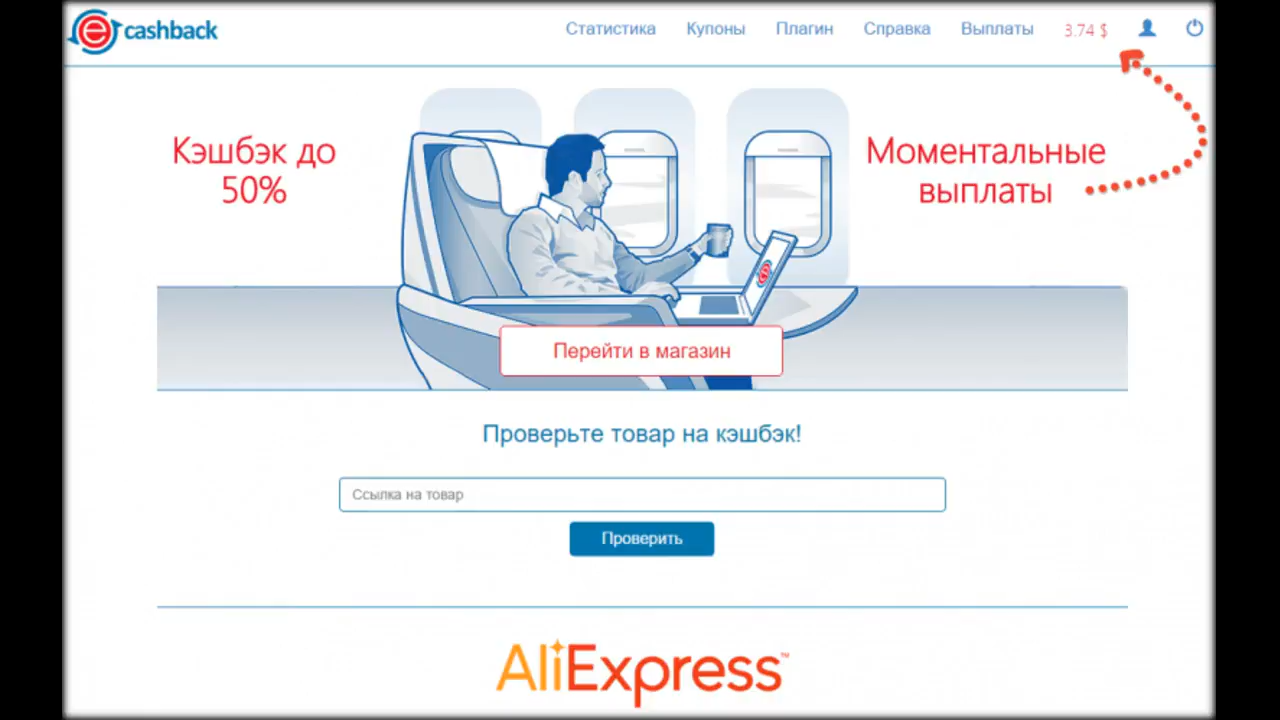 e cashback
Статистика Купоны Плагин Справка Выплаты 3.74 $
Кэшбэк до
50%
Моментальные
выплаты
Перейти в магазин
Проверьте товар на кэшбэк!
Ссылка на товар
Проверить
AliExpress™